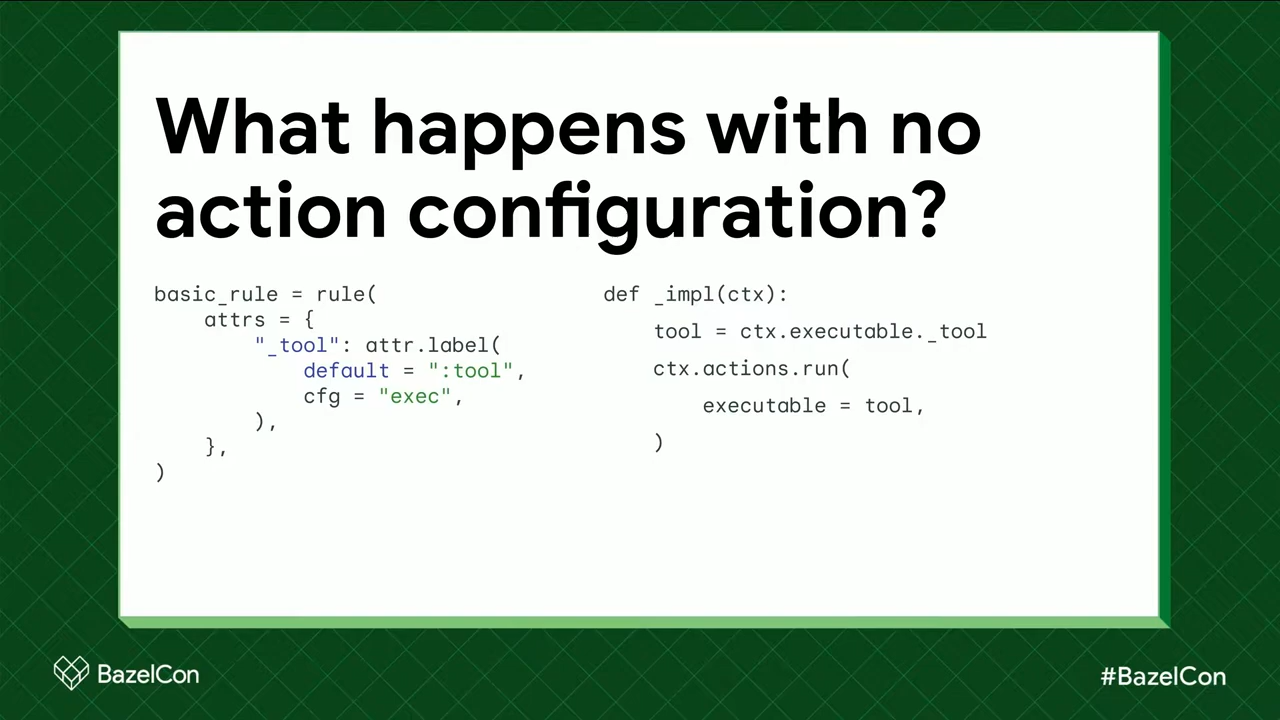 What happens with no
action configuration?
basic_rule = rule(
    attrs = {
        "_tool": attr.label(
            default = ":tool",
            cfg = "exec",
        ),
    },
)
def _impl(ctx):
    tool = ctx.executable._tool
    ctx.actions.run(
        executable = tool,
    )
BazelCon
#BazelCon